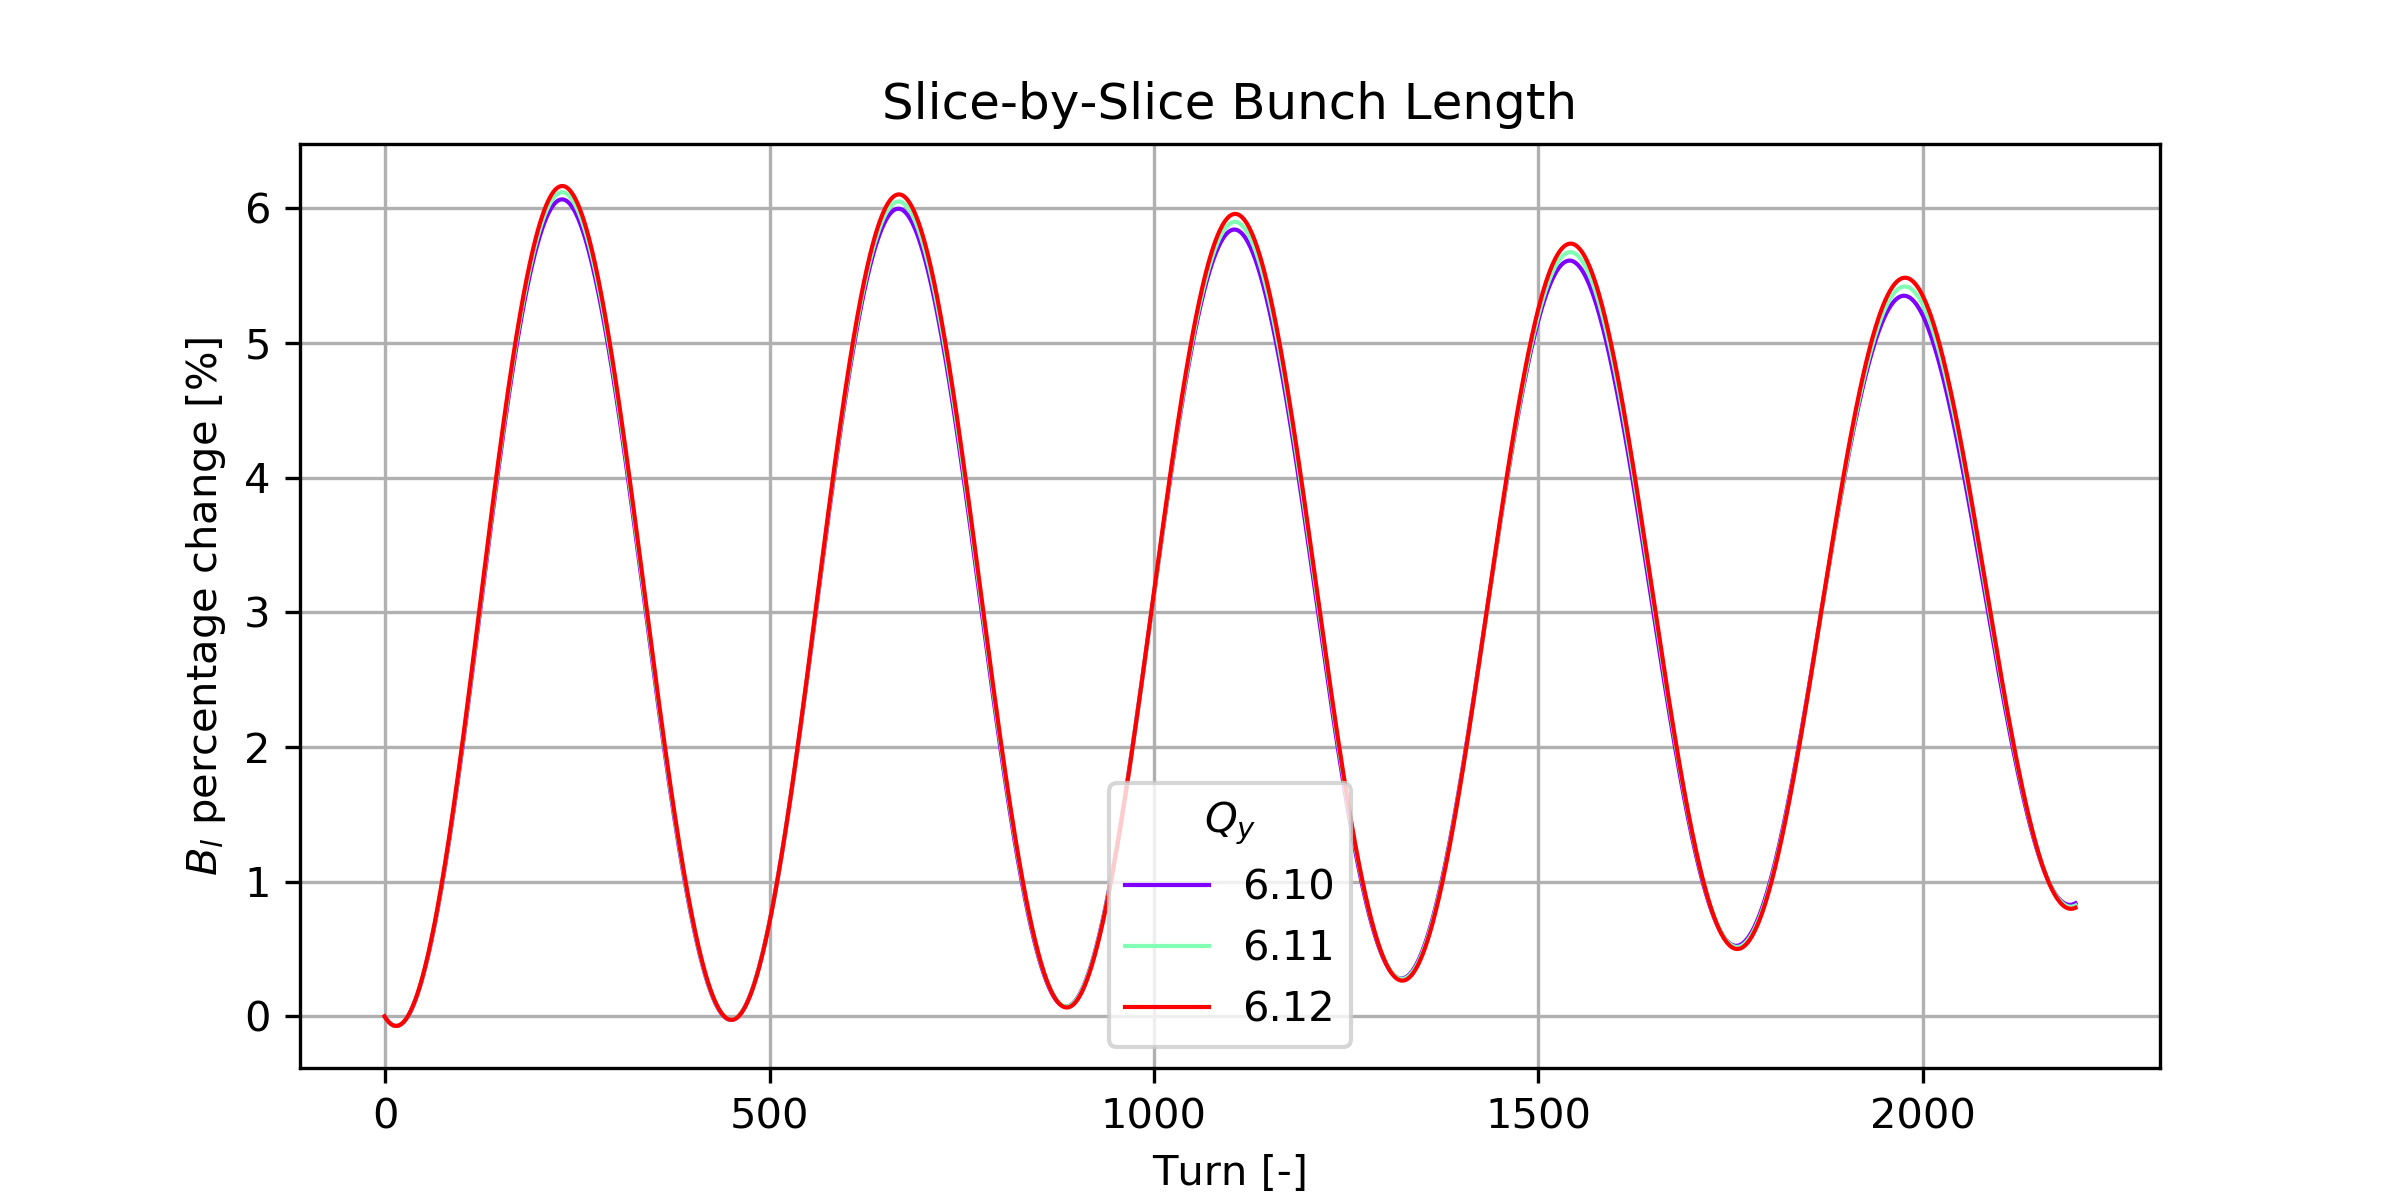 Slice-by-Slice Bunch Length
B_l percentage change [%]
6
5
4
3
2
1
0
Q_y
6.10
6.11
6.12
0 500 1000 1500 2000
Turn [-]